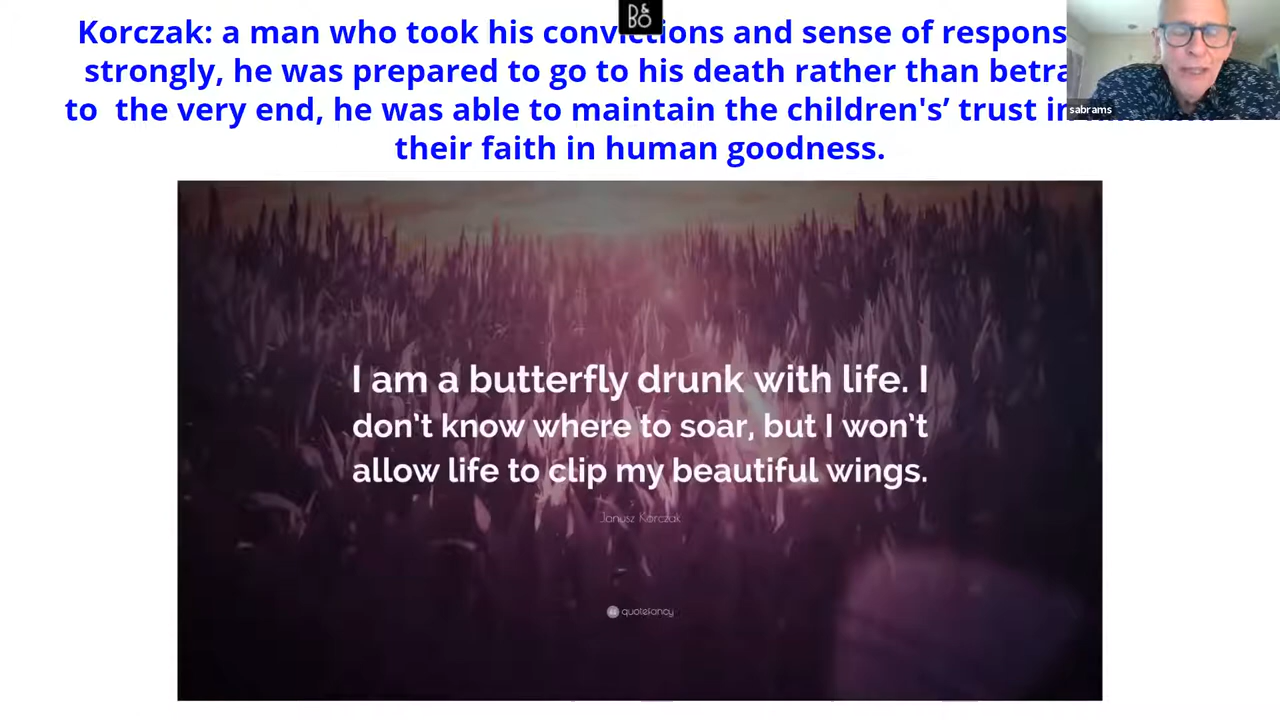 B&
BO
Korczak: a man who took his convictions and sense of respons
strongly, he was prepared to go to his death rather than betra
to  the very end, he was able to maintain the children's’ trust in
their faith in human goodness.
sabrams
I am a butterfly drunk with life. I
don’t know where to soar, but I won’t
allow life to clip my beautiful wings.
Janusz Korczak
quotefancy